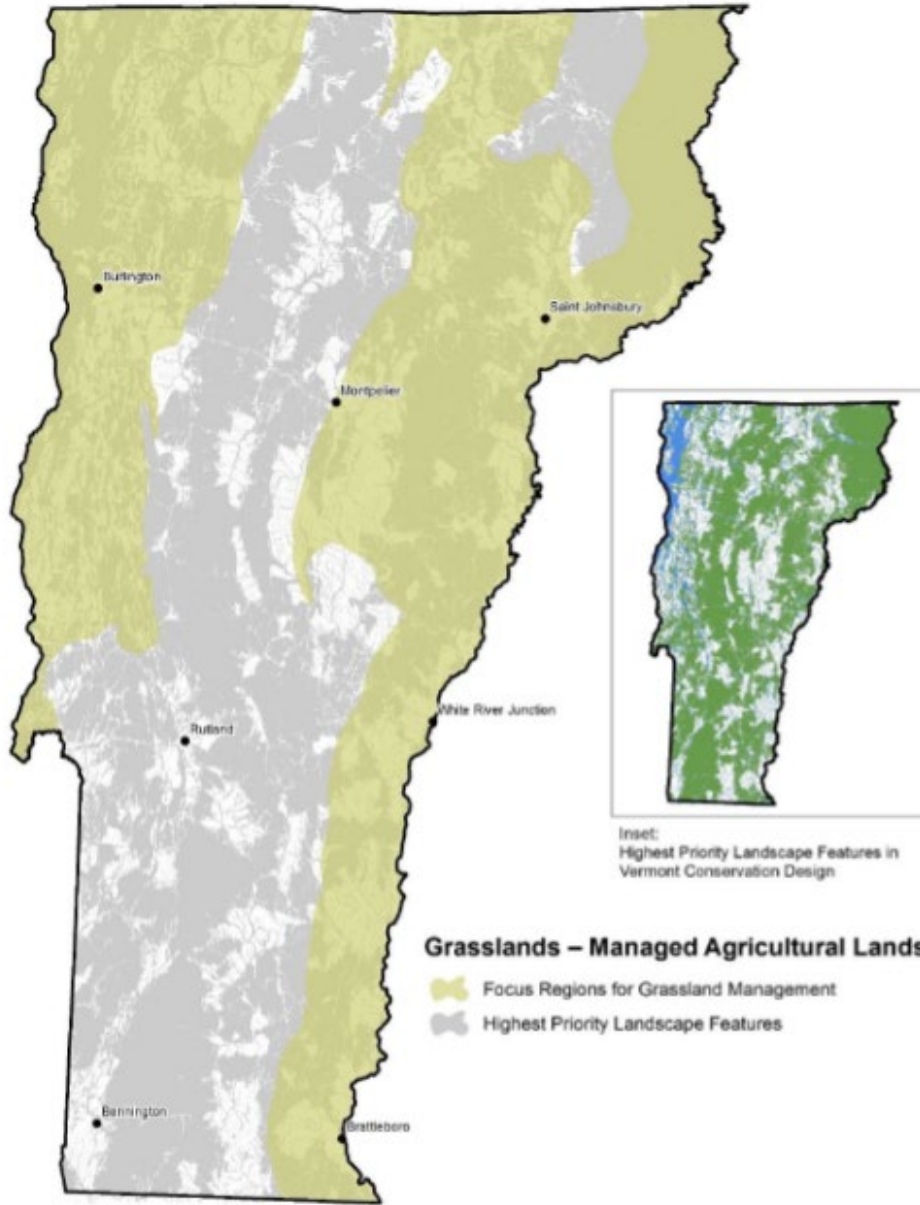 Burlington
Saint Johnsbury
Montpelier
White River Junction
Rutland
Inset:
Highest Priority Landscape Features in
Vermont Conservation Design
Grasslands – Managed Agricultural Lands
Focus Regions for Grassland Management
Highest Priority Landscape Features
Bennington
Brattleboro